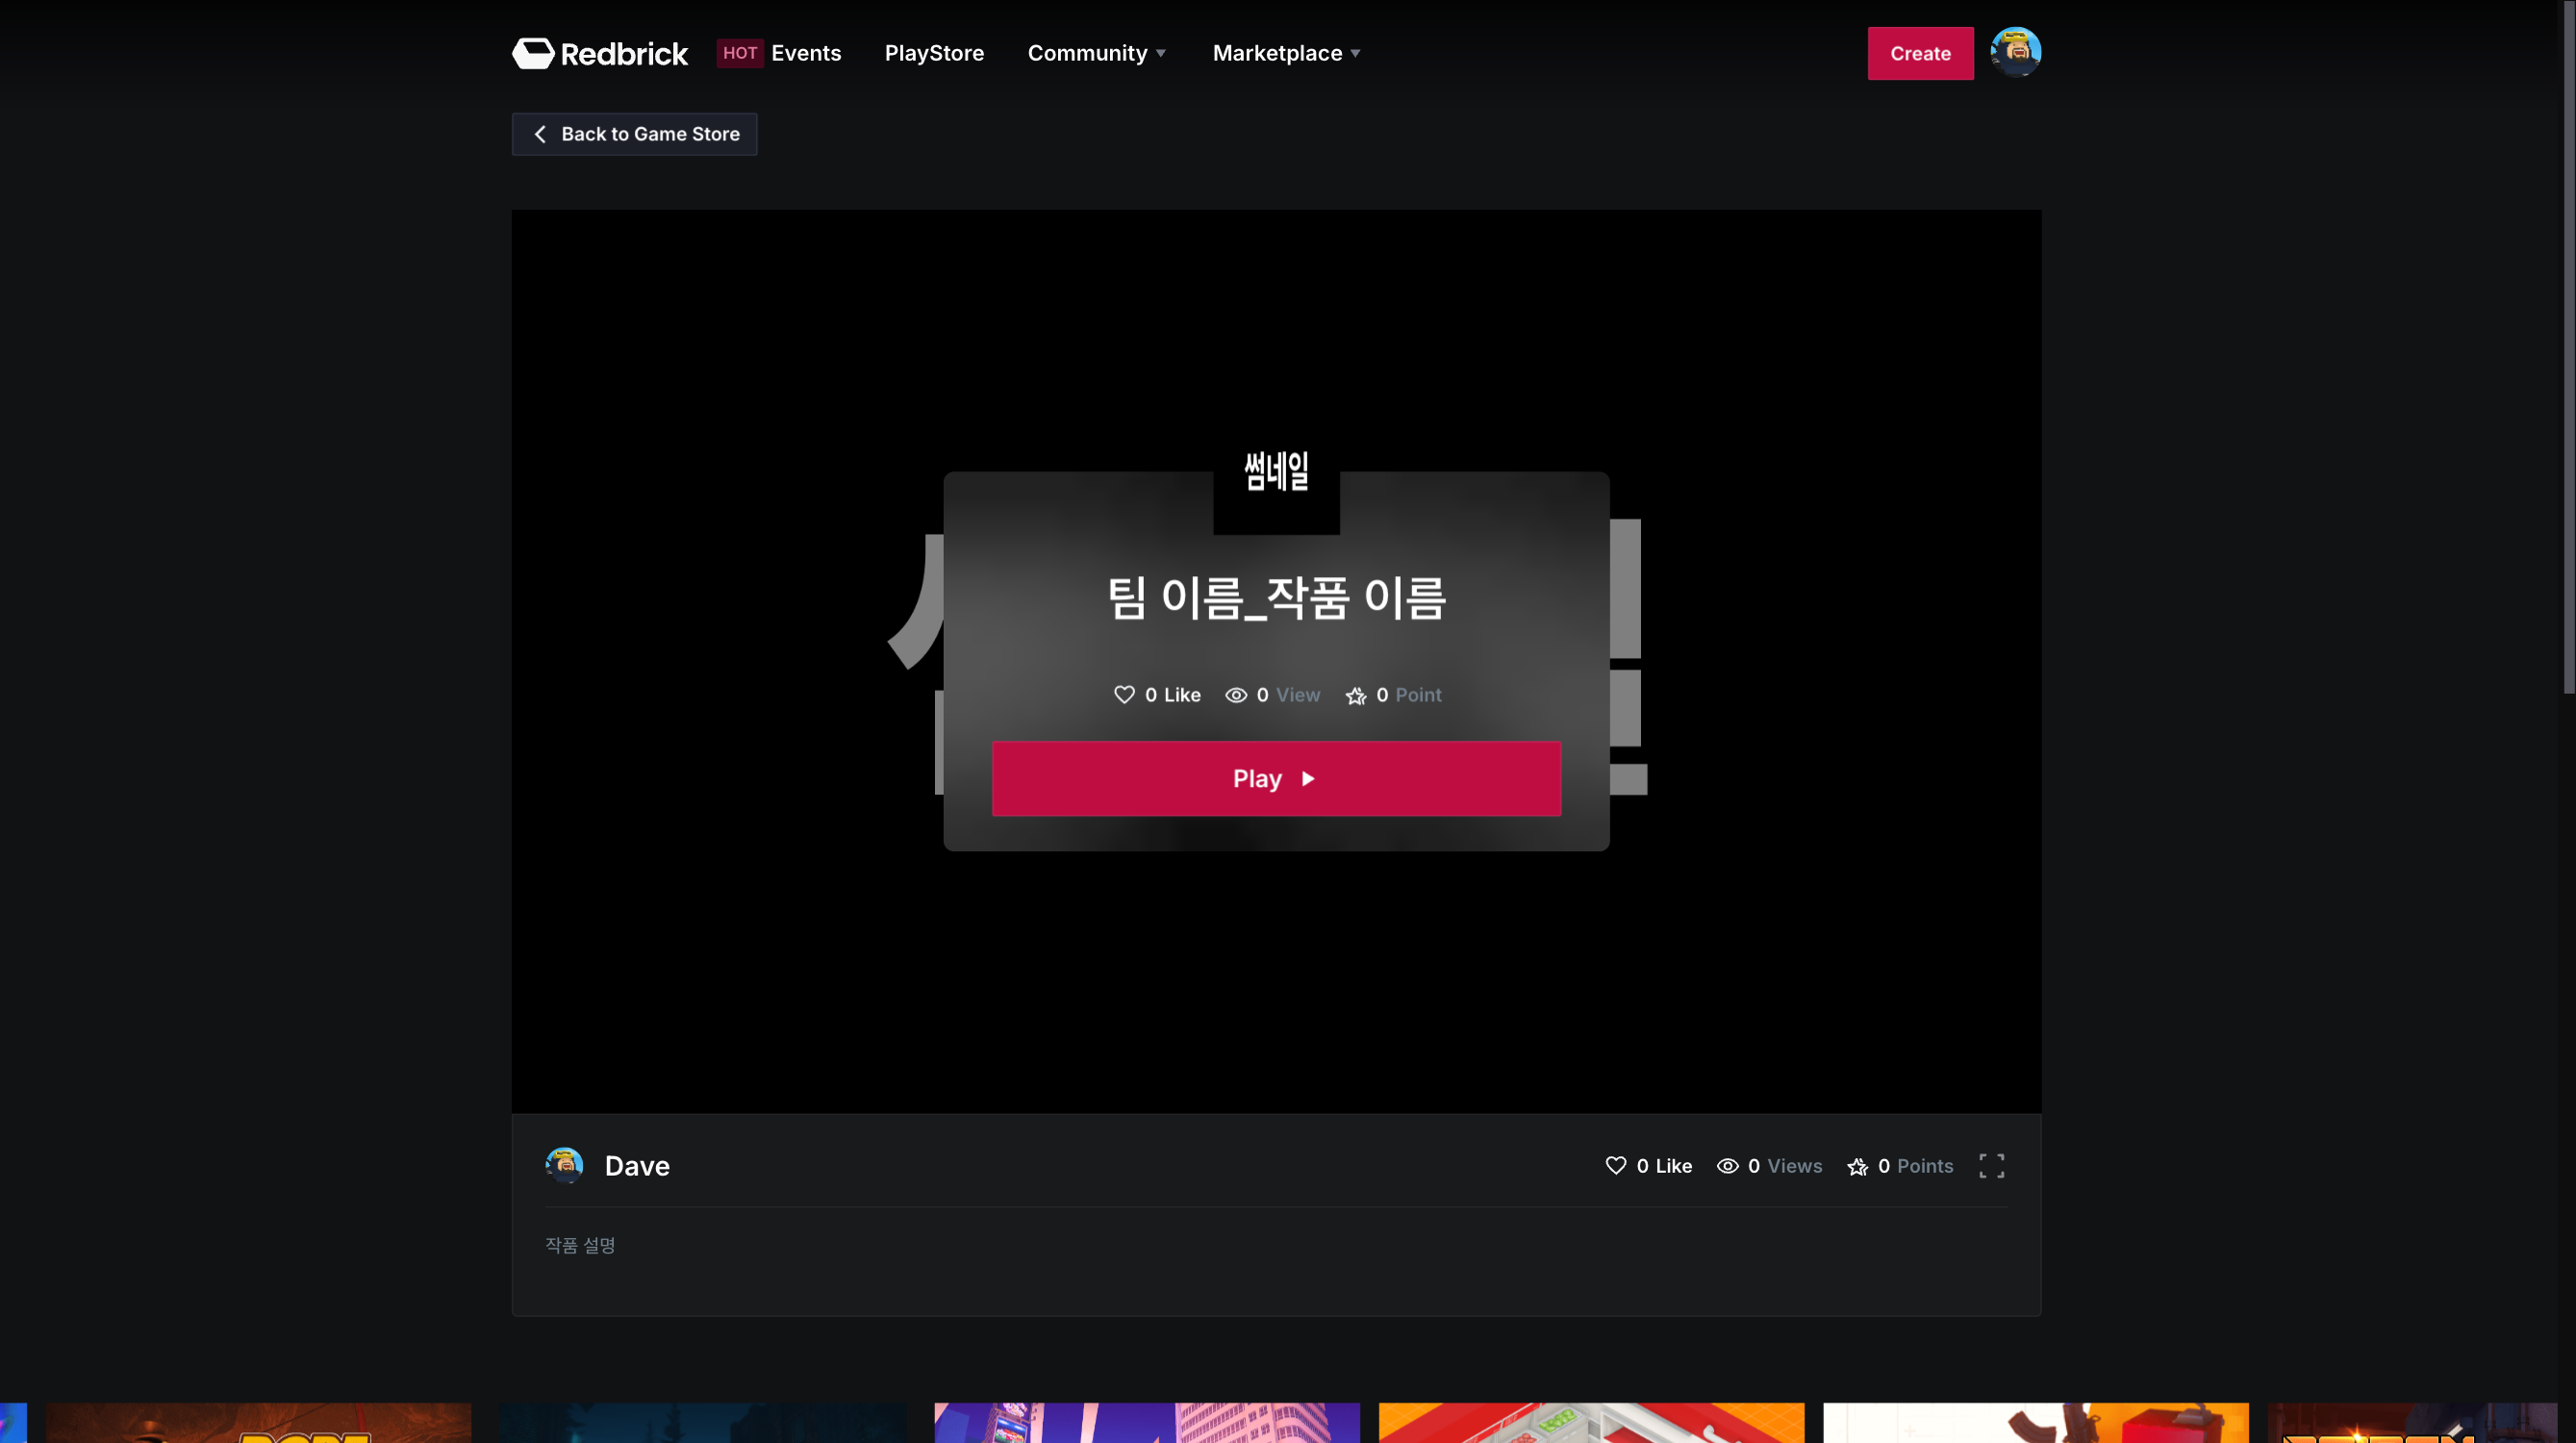 Redbrick HOT Events PlayStore Community Marketplace Create
Back to Game Store
썸네일
팀 이름_작품 이름
0 Like 0 View 0 Point
Play
Dave 0 Like 0 Views 0 Points
작품 설명